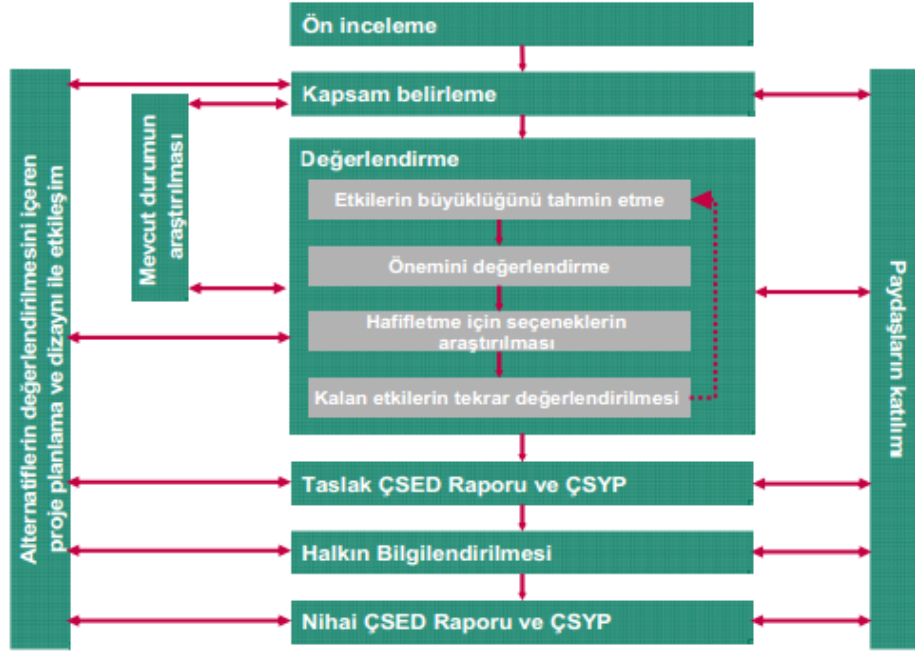 Ön inceleme
Kapsam belirleme
Alternatiflerin değerlendirilmesini içeren
proje planlama ve dizaynı ile etkileşim
Mevcut durumun
araştırılması
Değerlendirme
Etkilerin büyüklüğünü tahmin etme
Önemini değerlendirme
Hafifletme için seçeneklerin
araştırılması
Kalan etkilerin tekrar değerlendirilmesi
Paydaşların katılımı
Taslak ÇSED Raporu ve ÇSYP
Halkın Bilgilendirilmesi
Nihai ÇSED Raporu ve ÇSYP